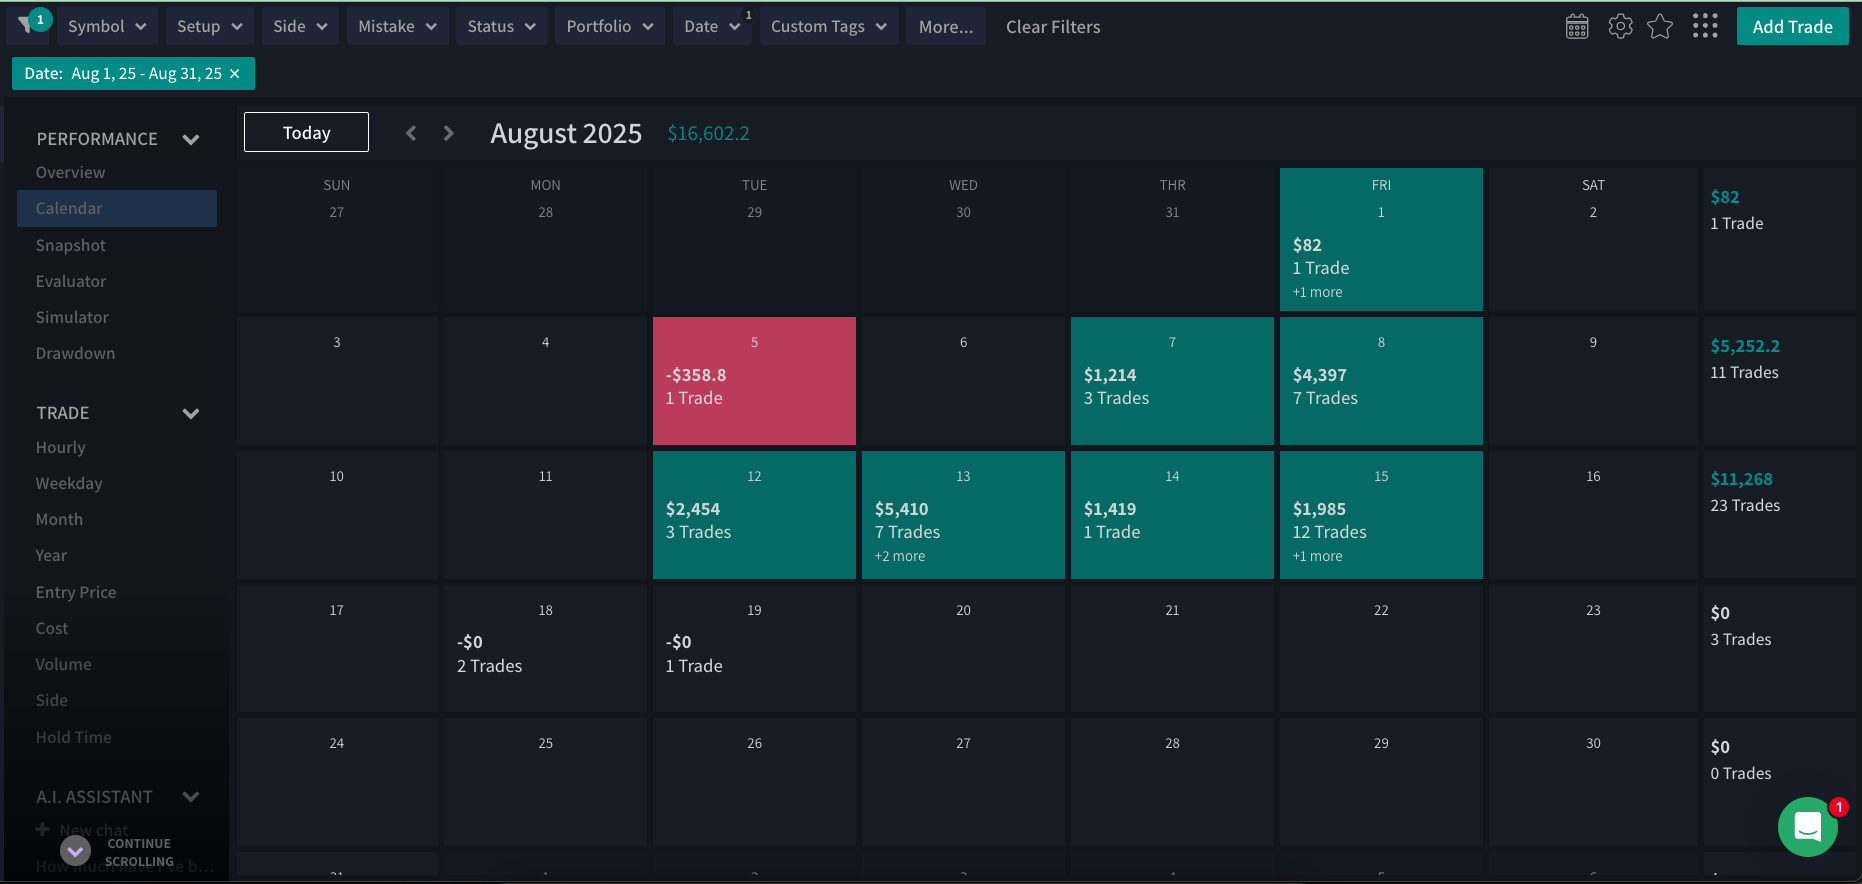 1 Symbol Setup Side Mistake Status Portfolio Date 1 Custom Tags More... Clear Filters Add Trade
Date: Aug 1, 25 - Aug 31, 25 ×
PERFORMANCE
Overview
Calendar
Snapshot
Evaluator
Simulator
Drawdown
TRADE
Hourly
Weekday
Month
Year
Entry Price
Cost
Volume
Side
Hold Time
A.I. ASSISTANT
New chat
CONTINUE
SCROLLING
How much have I've b...
Today August 2025 $16,602.2
SUN MON TUE WED THR FRI SAT
27 28 29 30 31 1 2
$82 $82
1 Trade 1 Trade
+1 more
3 4 5 6 7 8 9
-$358.8 $1,214 $4,397 $5,252.2
1 Trade 3 Trades 7 Trades 11 Trades
10 11 12 13 14 15 16
$2,454 $5,410 $1,419 $1,985 $11,268
3 Trades 7 Trades 1 Trade 12 Trades 23 Trades
+2 more +1 more
17 18 19 20 21 22 23
-$0 -$0 $0
2 Trades 1 Trade 3 Trades
24 25 26 27 28 29 30
$0
0 Trades
1
31